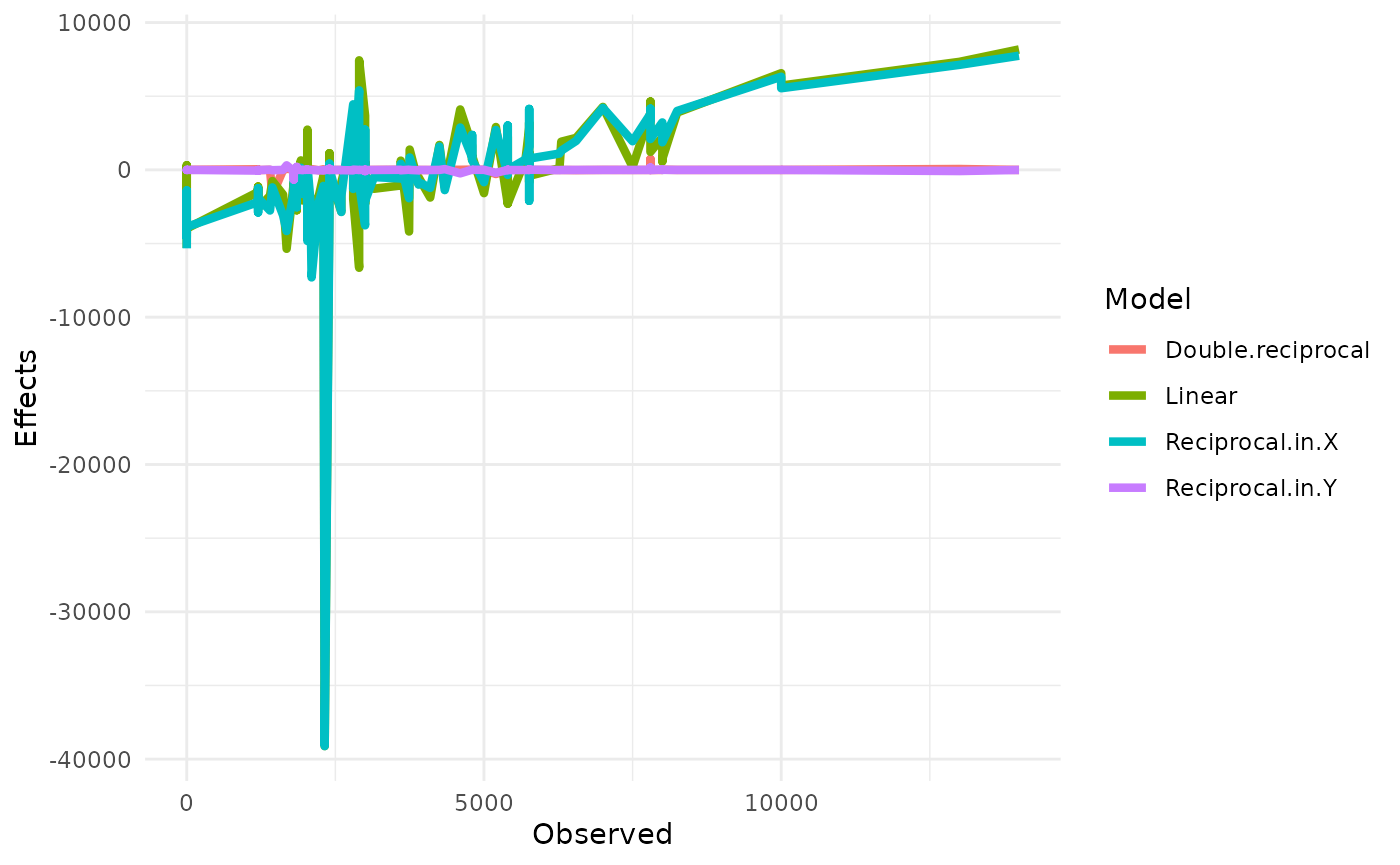 10000
0
-10000
-20000
-30000
-40000
Effects
0 5000 10000
Observed
Model
Double.reciprocal
Linear
Reciprocal.in.X
Reciprocal.in.Y